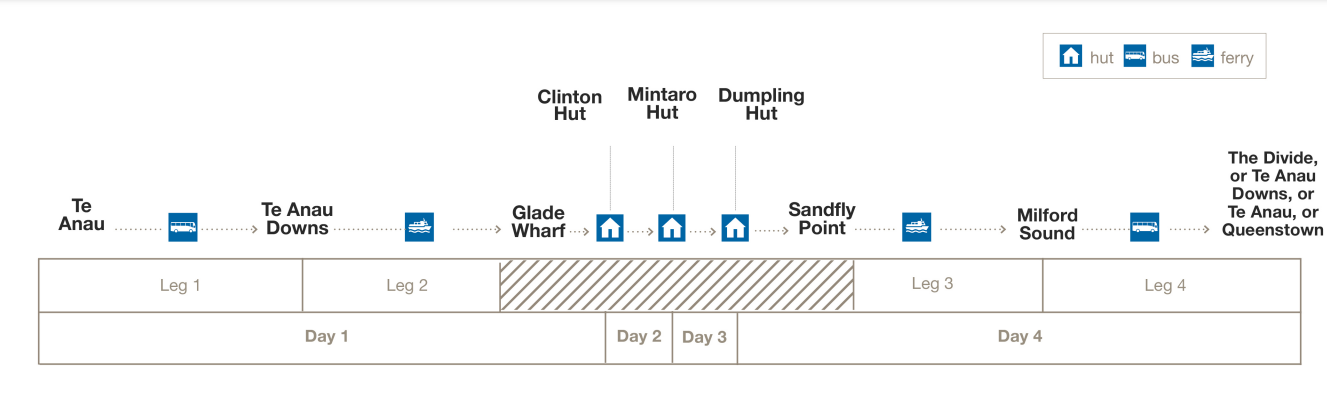 hut bus ferry
Clinton
Hut
Mintaro
Hut
Dumpling
Hut
Te
Anau
Te Anau
Downs
Glade
Wharf
Sandfly
Point
Milford
Sound
The Divide,
or Te Anau
Downs, or
Te Anau, or
Queenstown
Leg 1
Leg 2
Leg 3
Leg 4
Day 1
Day 2
Day 3
Day 4